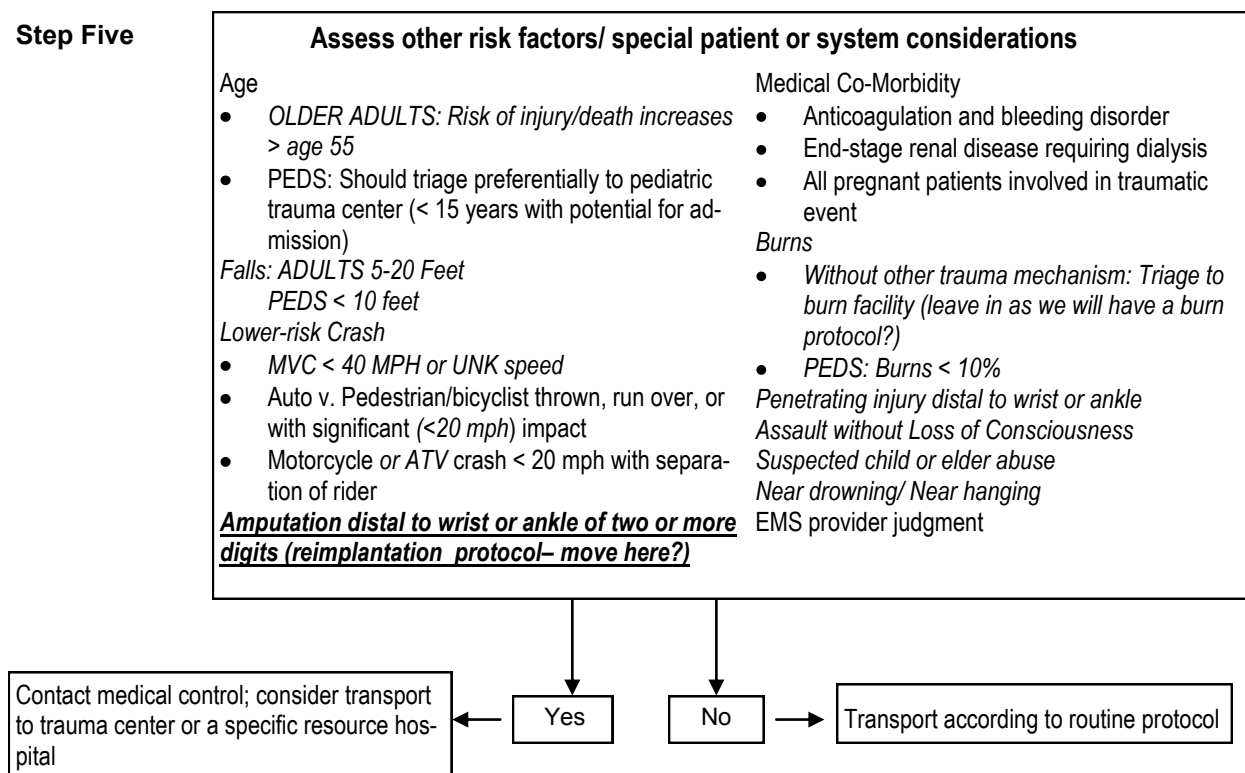 Step Five
Assess other risk factors/ special patient or system considerations
Age
• OLDER ADULTS: Risk of injury/death increases
> age 55
• PEDS: Should triage preferentially to pediatric
trauma center (< 15 years with potential for ad-
mission)
Falls: ADULTS 5-20 Feet
PEDS < 10 feet
Lower-risk Crash
• MVC < 40 MPH or UNK speed
• Auto v. Pedestrian/bicyclist thrown, run over, or
with significant (<20 mph) impact
• Motorcycle or ATV crash < 20 mph with separa-
tion of rider
Amputation distal to wrist or ankle of two or more
digits (reimplantation protocol– move here?)
Medical Co-Morbidity
• Anticoagulation and bleeding disorder
• End-stage renal disease requiring dialysis
• All pregnant patients involved in traumatic
event
Burns
• Without other trauma mechanism: Triage to
burn facility (leave in as we will have a burn
protocol?)
• PEDS: Burns < 10%
Penetrating injury distal to wrist or ankle
Assault without Loss of Consciousness
Suspected child or elder abuse
Near drowning/ Near hanging
EMS provider judgment
Contact medical control; consider transport
to trauma center or a specific resource hos-
pital
Yes
No
Transport according to routine protocol